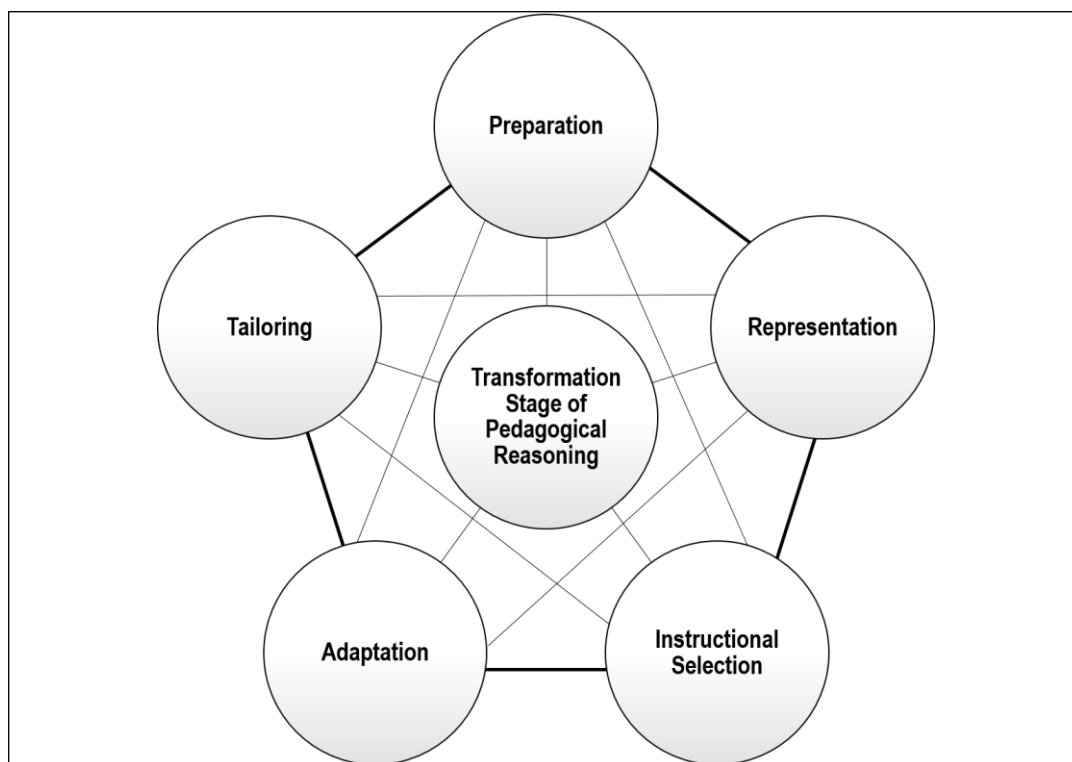 Preparation
Tailoring
Representation
Transformation
Stage of
Pedagogical
Reasoning
Adaptation
Instructional
Selection